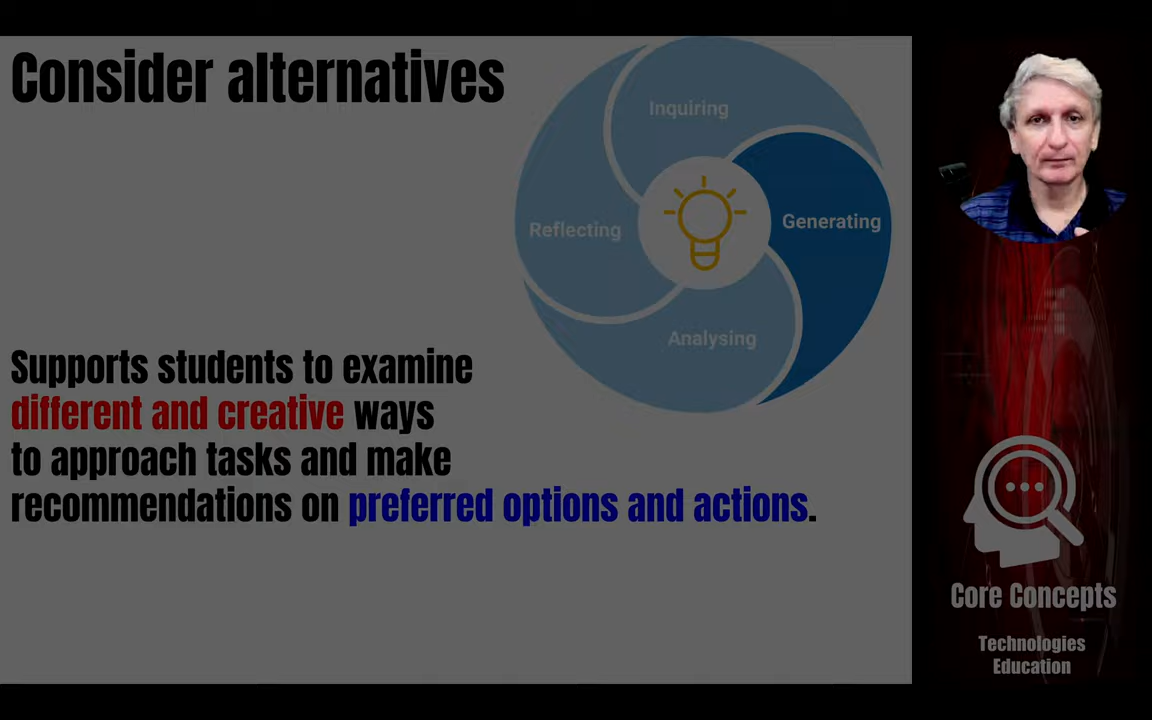 Consider alternatives
Inquiring
Generating
Reflecting
Analysing
Supports students to examine
different and creative ways
to approach tasks and make
recommendations on preferred options and actions.
Core Concepts
Technologies
Education